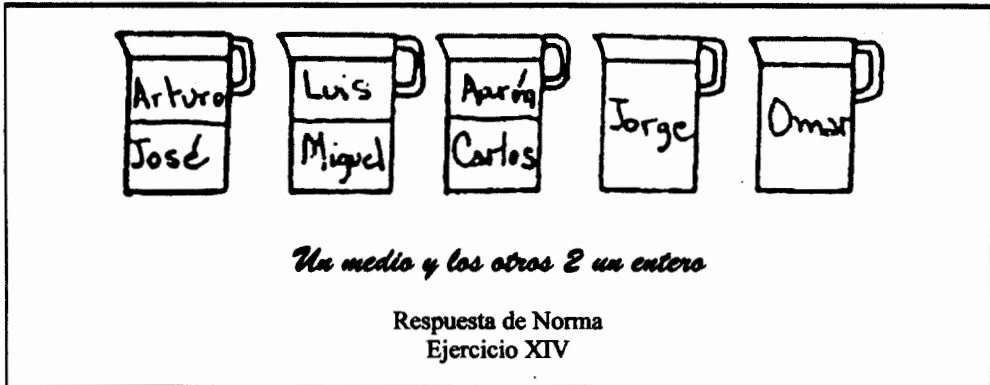 Arturo
José
Luis
Miguel
Aarón
Carlos
Jorge
Omar
Un medio y los otros 2 un entero
Respuesta de Norma
Ejercicio XIV